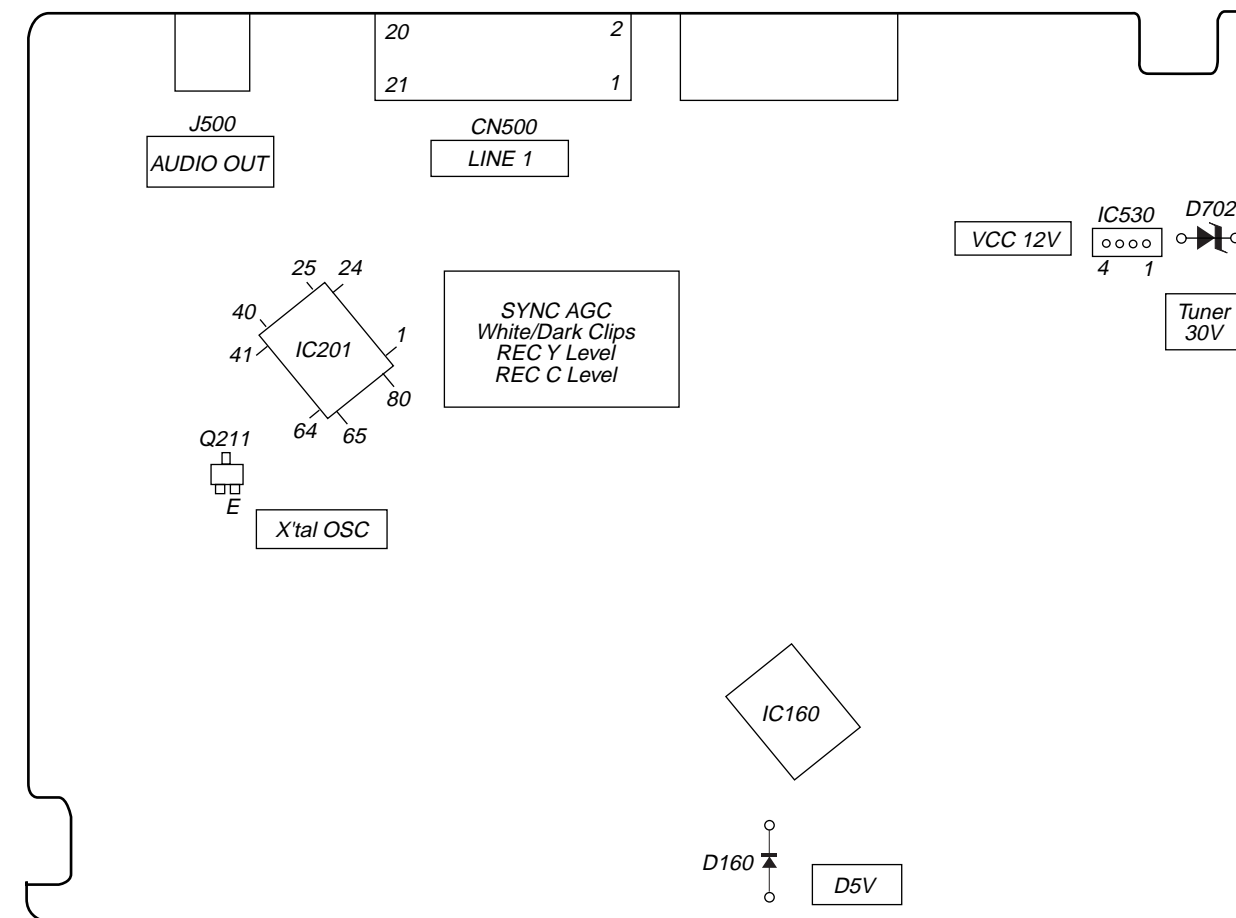 20 2
21 1
J500
AUDIO OUT
CN500
LINE 1
IC530 D702
VCC 12V
4 1
Tuner
30V
25 24
40
41
IC201
1
80
64 65
SYNC AGC
White/Dark Clips
REC Y Level
REC C Level
Q211
E
X'tal OSC
IC160
D160
D5V